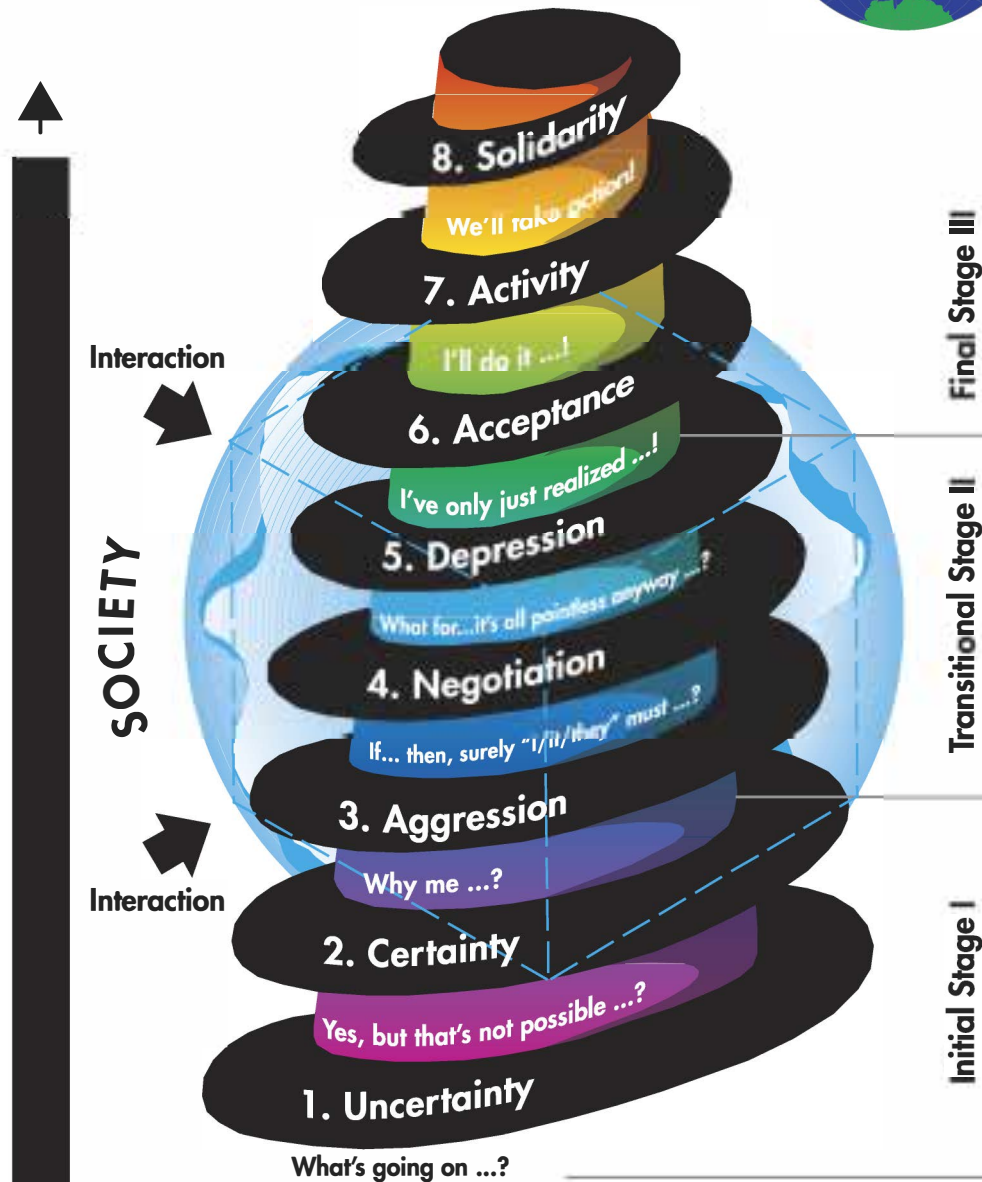 8. Solidarity
We'll take action!
7. Activity
I'll do it ...!
6. Acceptance
I've only just realized ...!
5. Depression
What for...it's all pointless anyway ...?
4. Negotiation
If... then, surely "I/it/they" must ...?
3. Aggression
Why me ...?
2. Certainty
Yes, but that's not possible ...?
1. Uncertainty
What's going on ...?
Interaction
SOCIETY
Interaction
Final Stage III
Transitional Stage II
Initial Stage I